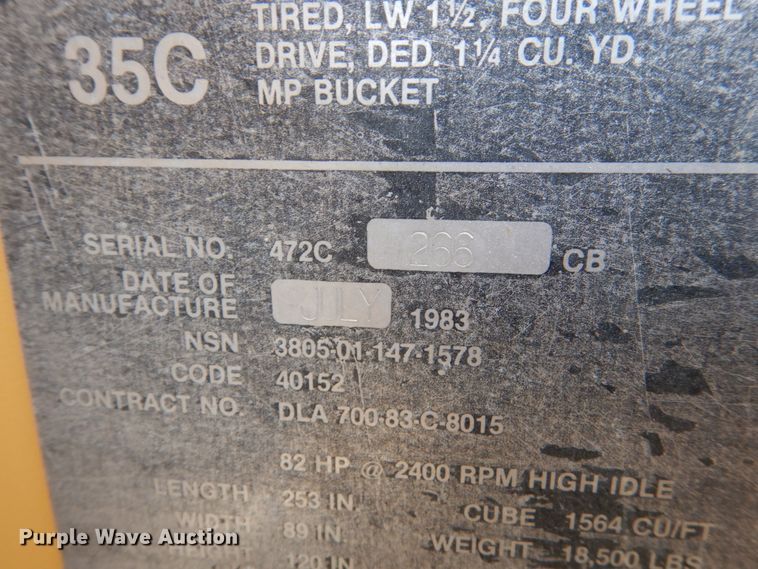 TIRED, LW 1½, FOUR WHEEL
35C DRIVE, DED. 1¼ CU. YD.
MP BUCKET
SERIAL NO. 472C 266 CB
DATE OF
MANUFACTURE JULY 1983
NSN 3805-01-147-1578
CODE 40152
CONTRACT NO. DLA 700-83-C-8015
82 HP @ 2400 RPM HIGH IDLE
LENGTH 253 IN. CUBE 1564 CU/FT
WIDTH 89 IN. WEIGHT 18,500 LBS
120 IN.
Purple Wave Auction